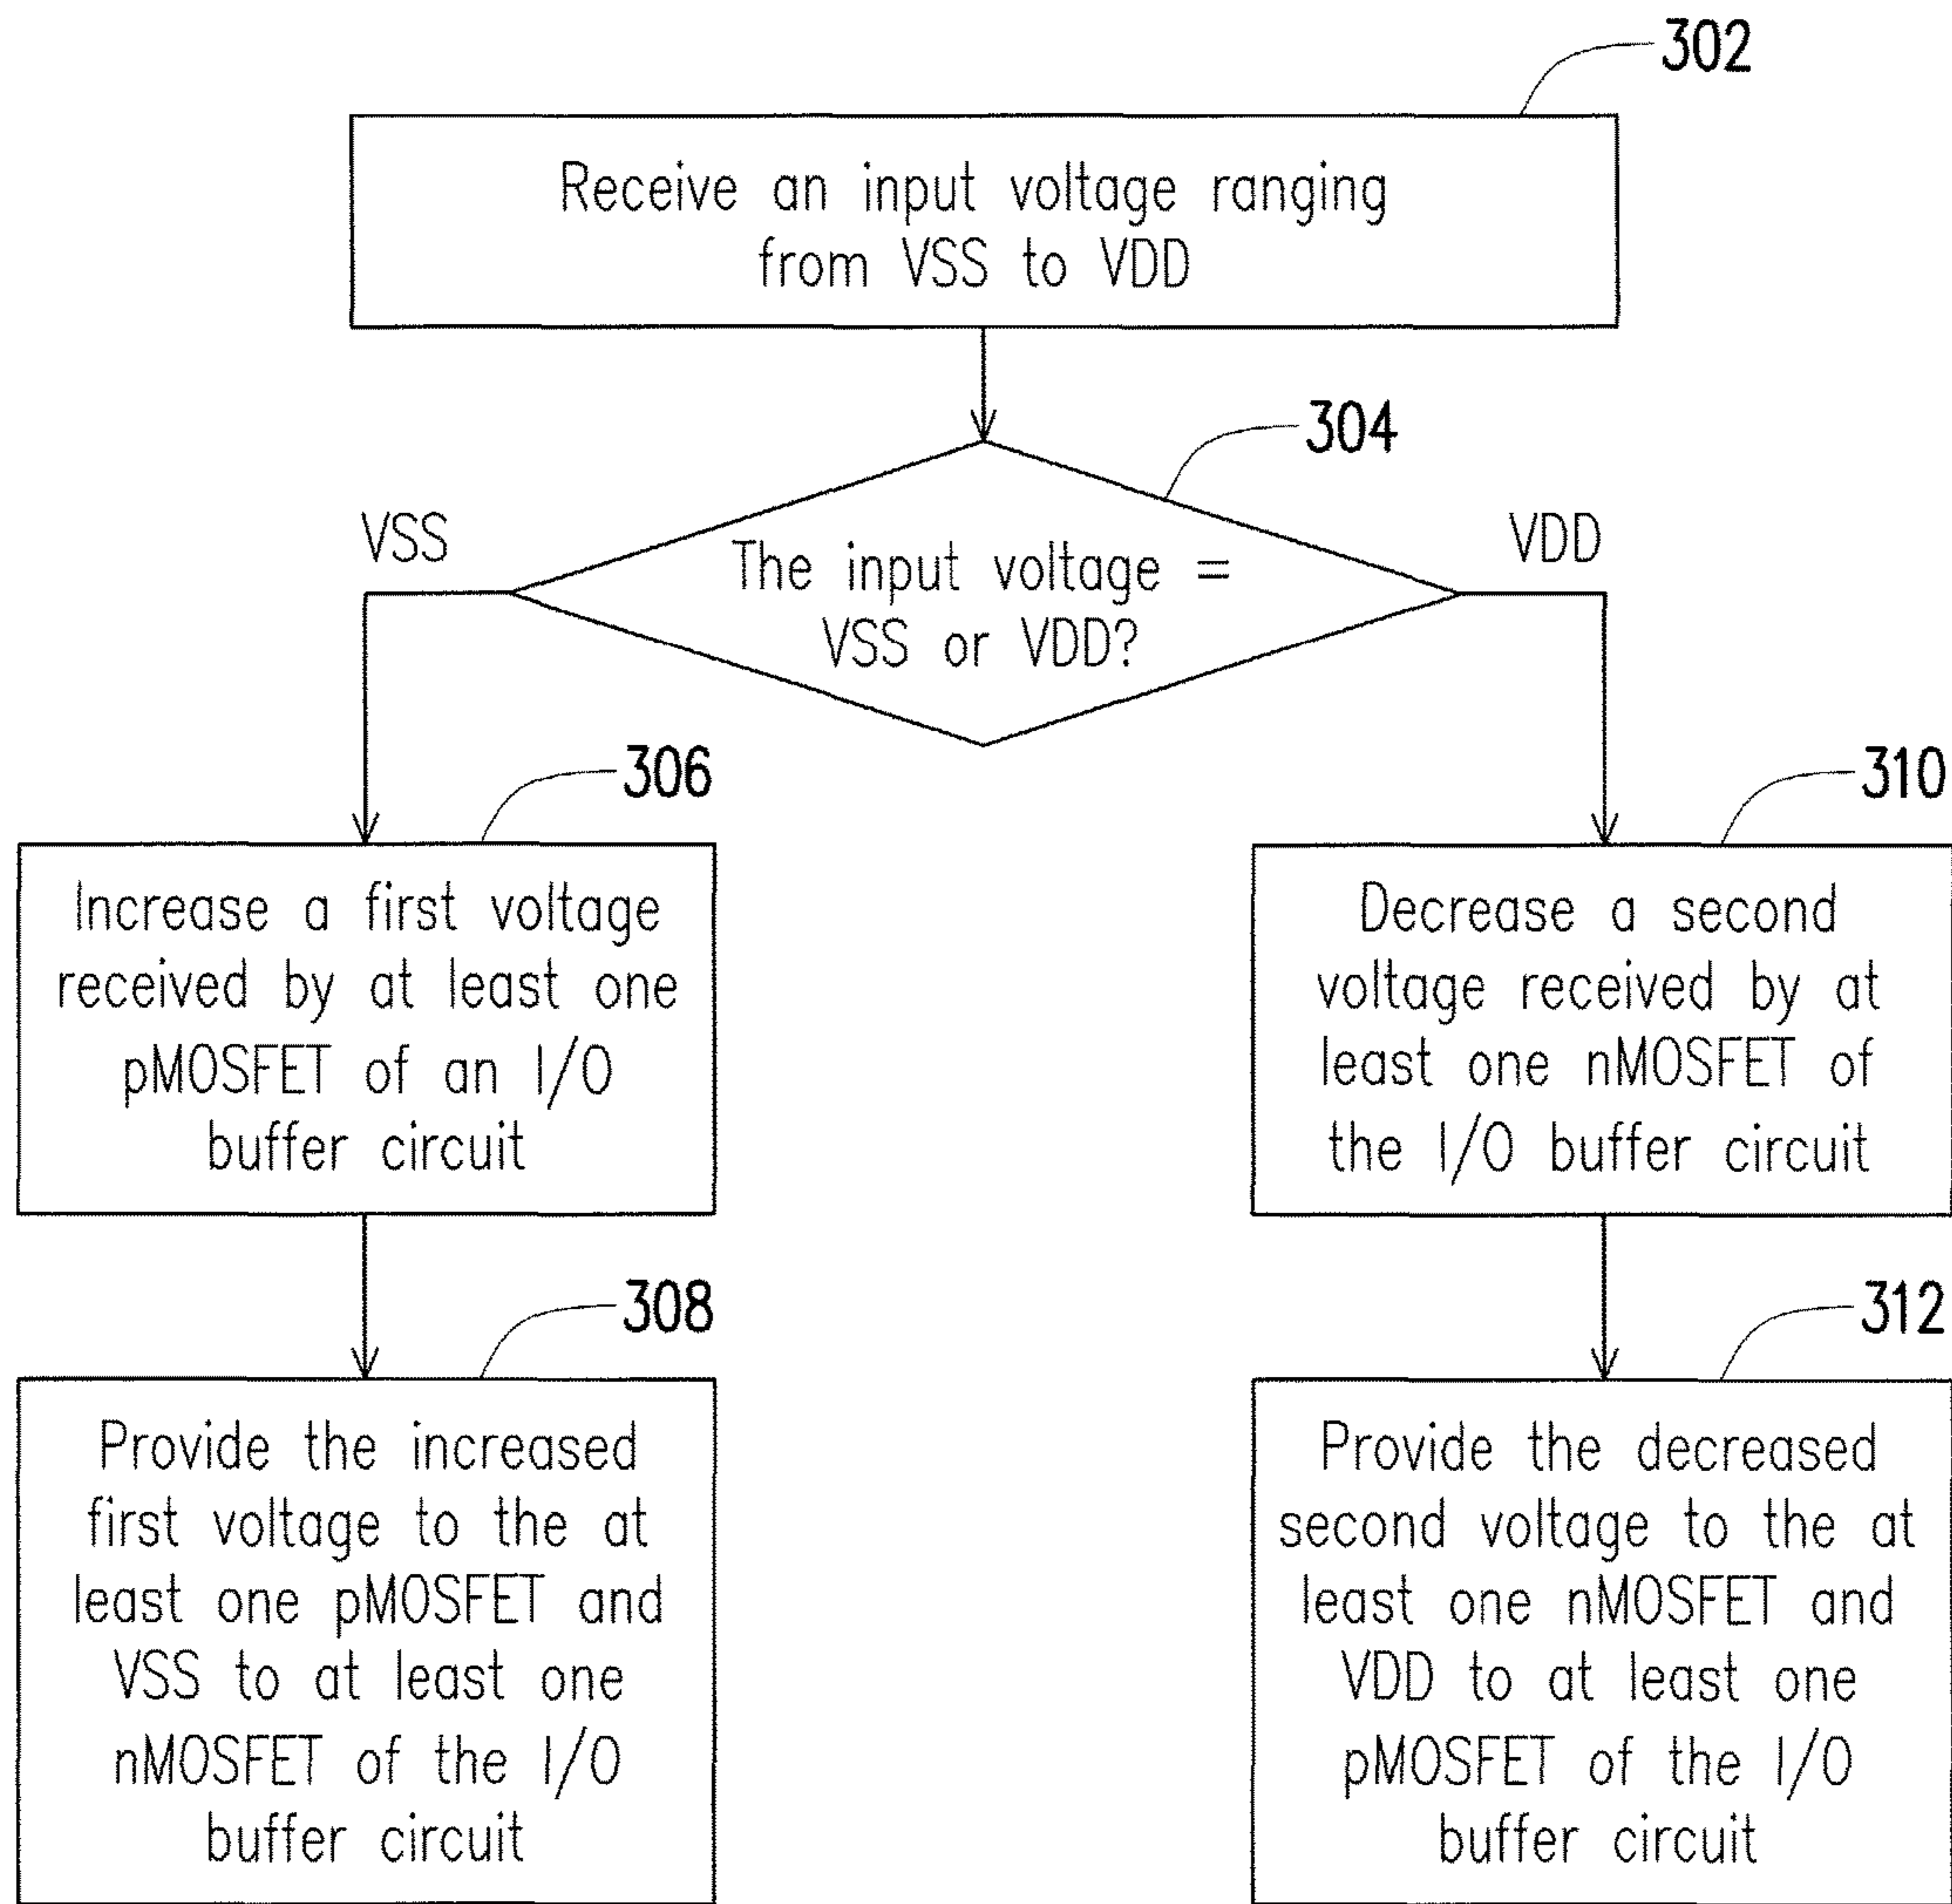 302
Receive an input voltage ranging
from VSS to VDD
304
VSS
The input voltage =
VSS or VDD?
VDD
306
Increase a first voltage
received by at least one
pMOSFET of an I/O
buffer circuit
310
Decrease a second
voltage received by at
least one nMOSFET of
the I/O buffer circuit
308
Provide the increased
first voltage to the at
least one pMOSFET and
VSS to at least one
nMOSFET of the I/O
buffer circuit
312
Provide the decreased
second voltage to the at
least one nMOSFET and
VDD to at least one
pMOSFET of the I/O
buffer circuit